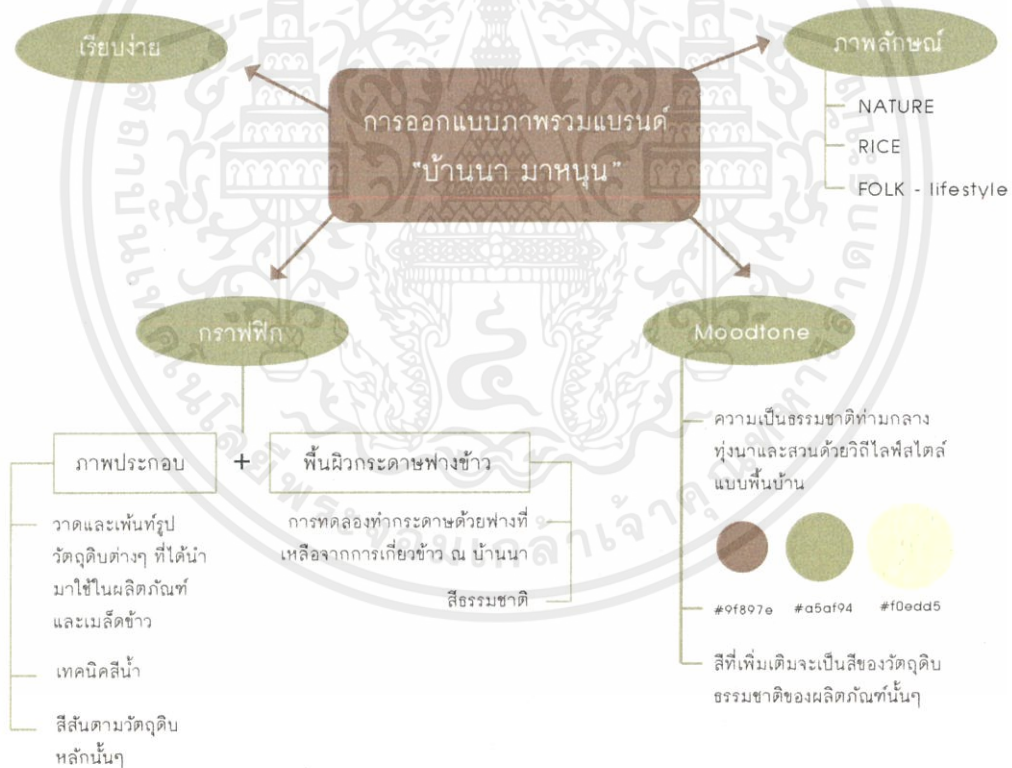 เรียบง่าย
ภาพลักษณ์
NATURE
RICE
FOLK - lifestyle
การออกแบบภาพรวมแบรนด์
"บ้านนา มาหนุน"
กราฟฟิก
Moodtone
ภาพประกอบ
+
พื้นผิวกระดาษฟางข้าว
วาดและเพ้นท์รูป
วัตถุดิบต่างๆ ที่ได้นำ
มาใช้ในผลิตภัณฑ์
และเมล็ดข้าว
เทคนิคสีน้ำ
สีสันตามวัตถุดิบ
หลักนั้นๆ
การทดลองทำกระดาษด้วยฟางที่
เหลือจากการเกี่ยวข้าว ณ บ้านนา
สีธรรมชาติ
ความเป็นธรรมชาติท่ามกลาง
ทุ่งนาและสวนด้วยวิถีไลฟ์สไตล์
แบบพื้นบ้าน
#9f897e #a5af94 #f0edd5
สีที่เพิ่มเติมจะเป็นสีของวัตถุดิบ
ธรรมชาติของผลิตภัณฑ์นั้นๆ